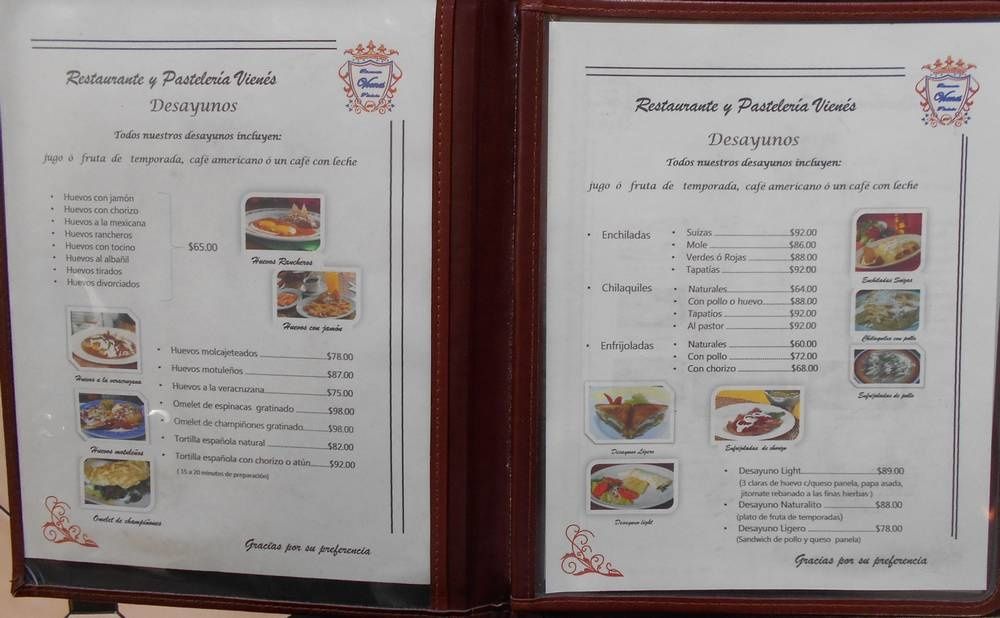 Restaurante y Pastelería Vienés
Desayunos
Todos nuestros desayunos incluyen:
jugo ó fruta de temporada, café americano ó un café con leche
• Huevos con jamón
• Huevos con chorizo
• Huevos a la mexicana
• Huevos rancheros
• Huevos con tocino
• Huevos al albañil
• Huevos tirados
• Huevos divorciados
$65.00
Huevos Rancheros
Huevos con jamón
Huevos a la veracruzana
Huevos motuleños
Omelet de champiñones
• Huevos molcajeteados $78.00
• Huevos motuleños $87.00
• Huevos a la veracruzana $75.00
• Omelet de espinacas gratinado $98.00
• Omelet de champiñones gratinado $98.00
• Tortilla española natural $82.00
• Tortilla española con chorizo o atún $92.00
( 15 a 20 minutos de preparación)
Gracias por su preferencia
Restaurante y Pastelería Vienés
Desayunos
Todos nuestros desayunos incluyen:
jugo ó fruta de temporada, café americano ó un café con leche
• Enchiladas
• Suizas $92.00
• Mole $86.00
• Verdes ó Rojas $88.00
• Tapatías $92.00
• Chilaquiles
• Naturales $64.00
• Con pollo o huevo $88.00
• Tapatíos $92.00
• Al pastor $92.00
• Enfrijoladas
• Naturales $60.00
• Con pollo $72.00
• Con chorizo $68.00
Enchiladas Suizas
Chilaquiles con pollo
Enfrijoladas de pollo
Desayuno Ligero
Enfrijoladas de chorizo
Desayuno light
• Desayuno Light $89.00
(3 claras de huevo c/queso panela, papa asada,
jitomate rebanado a las finas hierbas )
• Desayuno Naturalito $88.00
(plato de fruta de temporadas)
• Desayuno Ligero $78.00
(Sandwich de pollo y queso panela)
Gracias por su preferencia